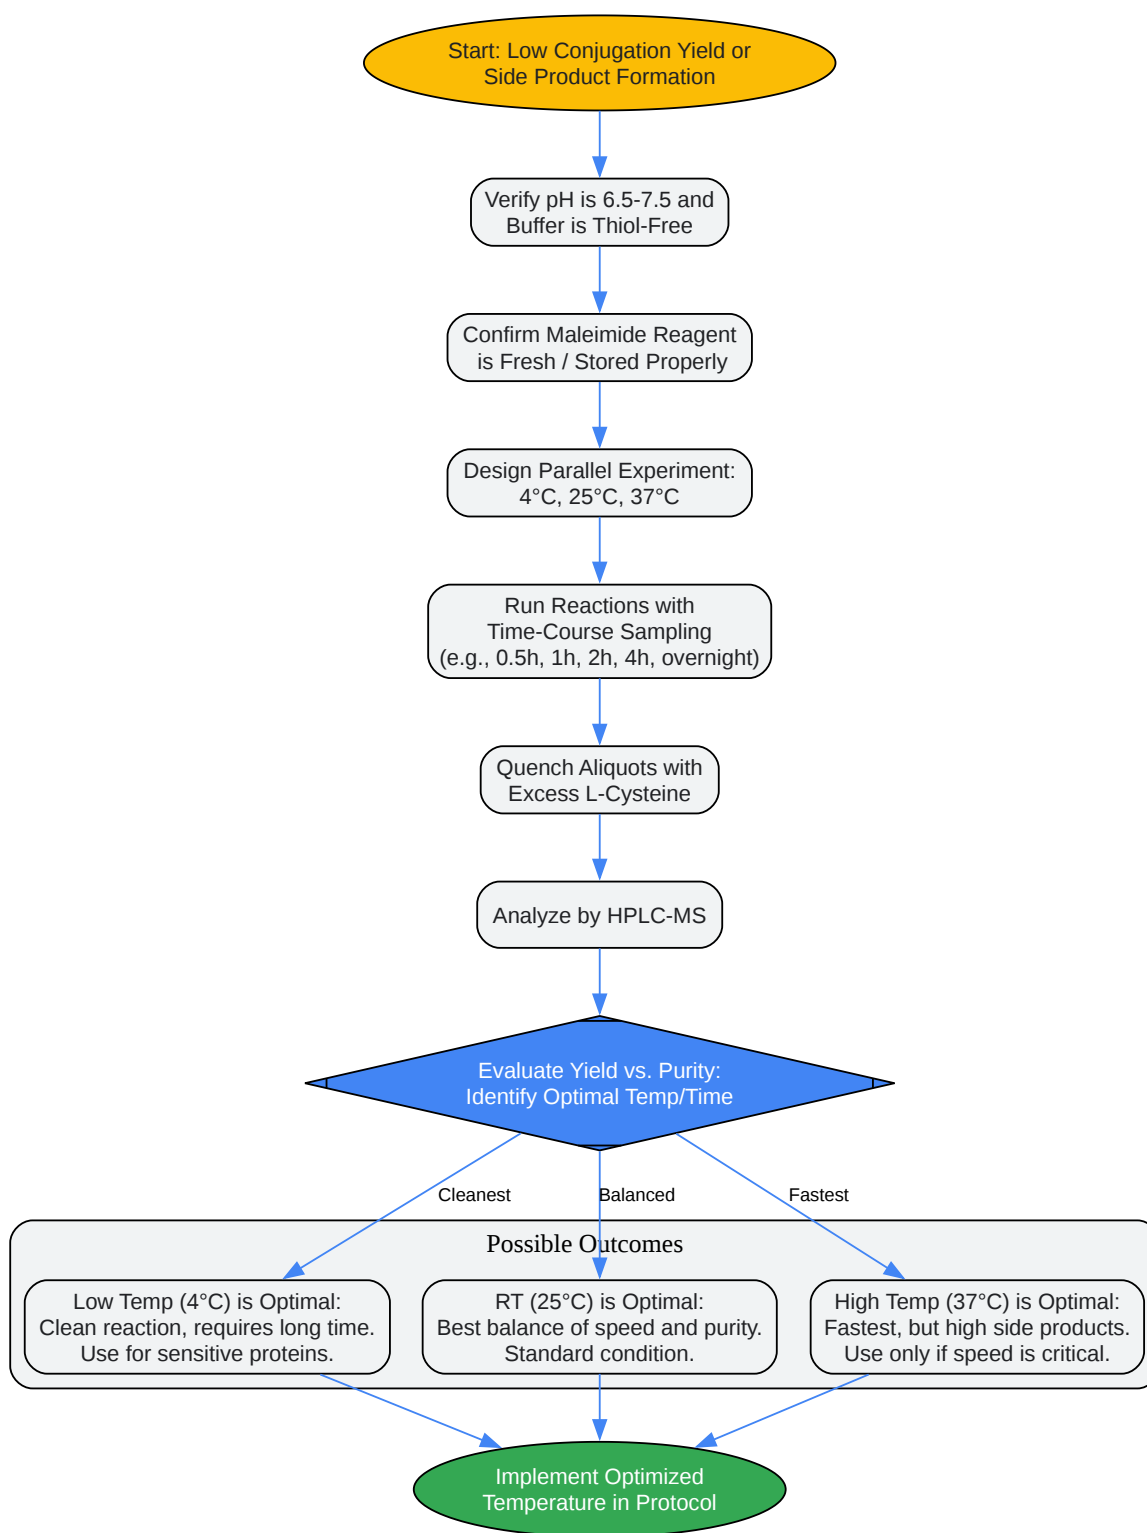 Start: Low Conjugation Yield or
Side Product Formation
Verify pH is 6.5-7.5 and
Buffer is Thiol-Free
Confirm Maleimide Reagent
is Fresh / Stored Properly
Design Parallel Experiment:
4°C, 25°C, 37°C
Run Reactions with
Time-Course Sampling
(e.g., 0.5h, 1h, 2h, 4h, overnight)
Quench Aliquots with
Excess L-Cysteine
Analyze by HPLC-MS
Evaluate Yield vs. Purity:
Identify Optimal Temp/Time
Cleanest
Balanced
Fastest
Possible Outcomes
Low Temp (4°C) is Optimal:
Clean reaction, requires long time.
Use for sensitive proteins.
RT (25°C) is Optimal:
Best balance of speed and purity.
Standard condition.
High Temp (37°C) is Optimal:
Fastest, but high side products.
Use only if speed is critical.
Implement Optimized
Temperature in Protocol